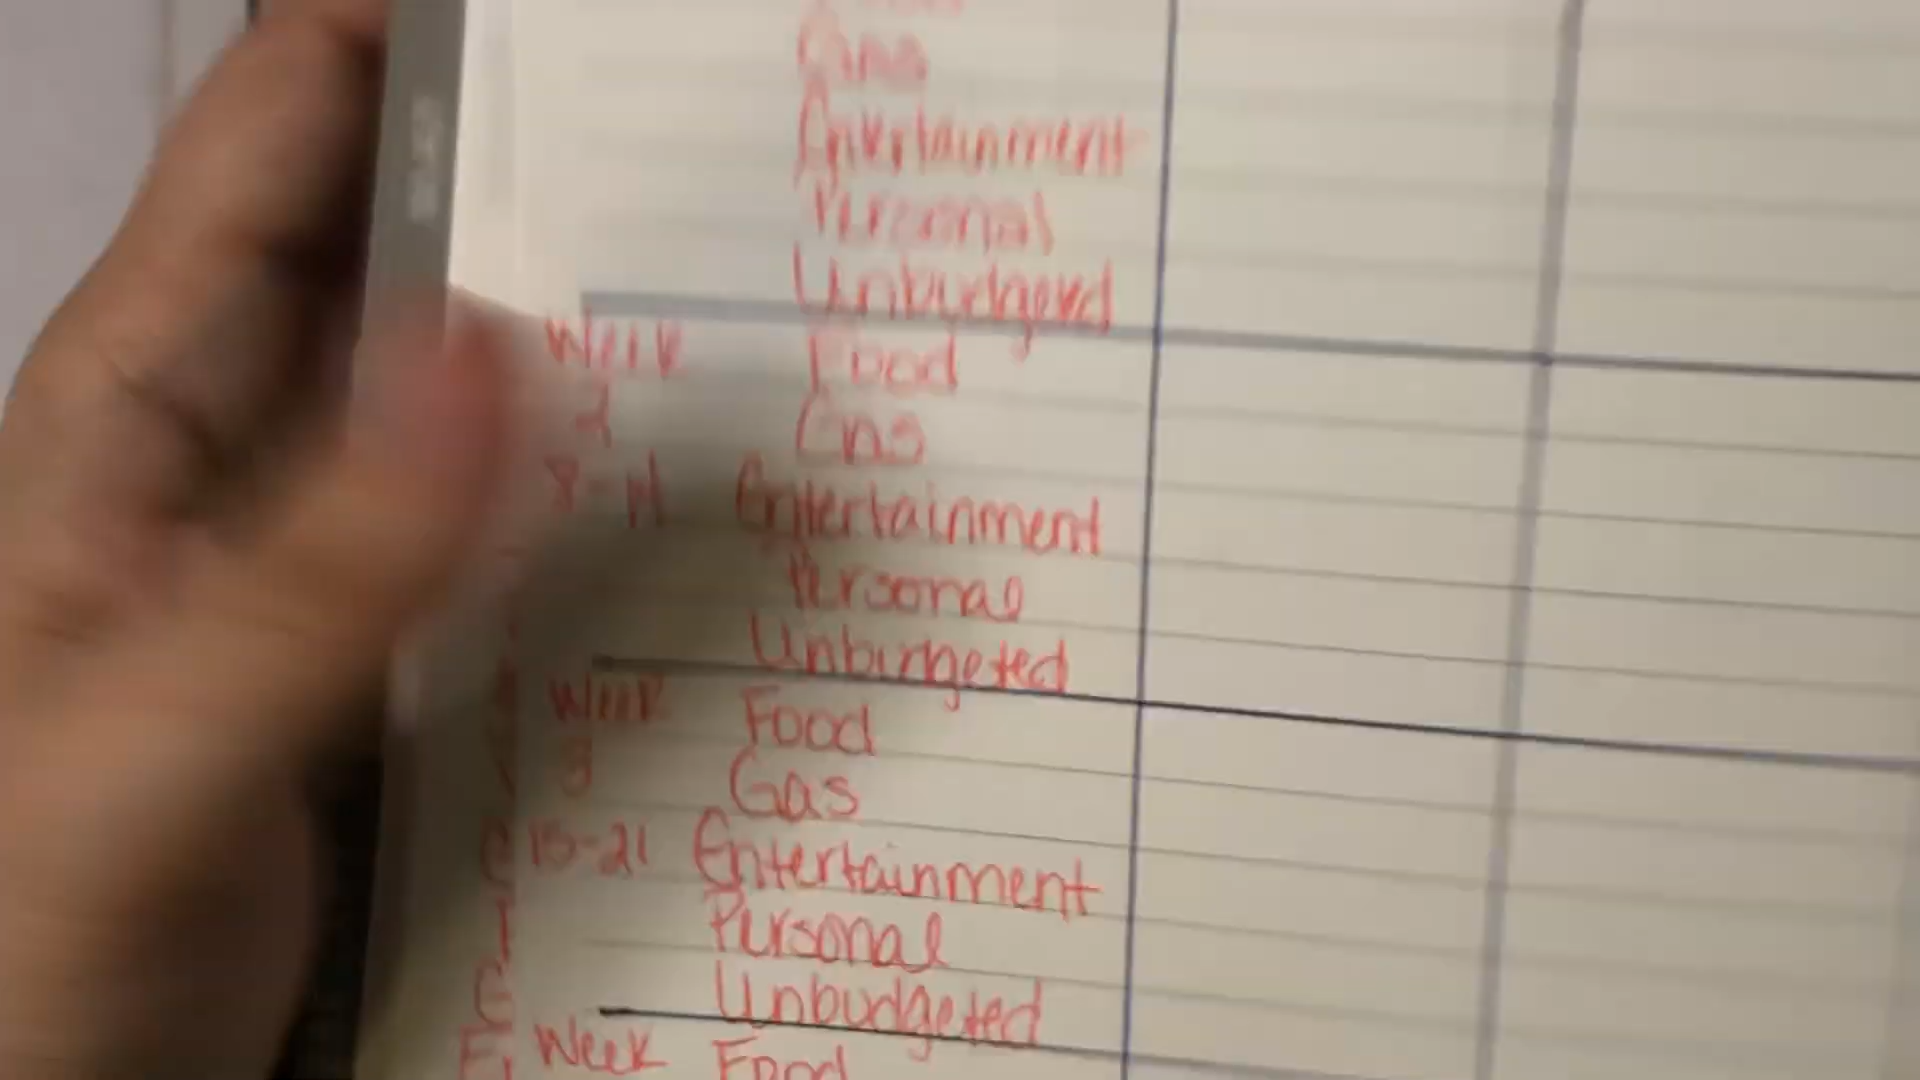 Gas
Entertainment
Personal
Unbudgeted
Week Food
2 Gas
8-14 Entertainment
Personal
Unbudgeted
Week Food
3 Gas
15-21 Entertainment
Personal
Unbudgeted
Week Food